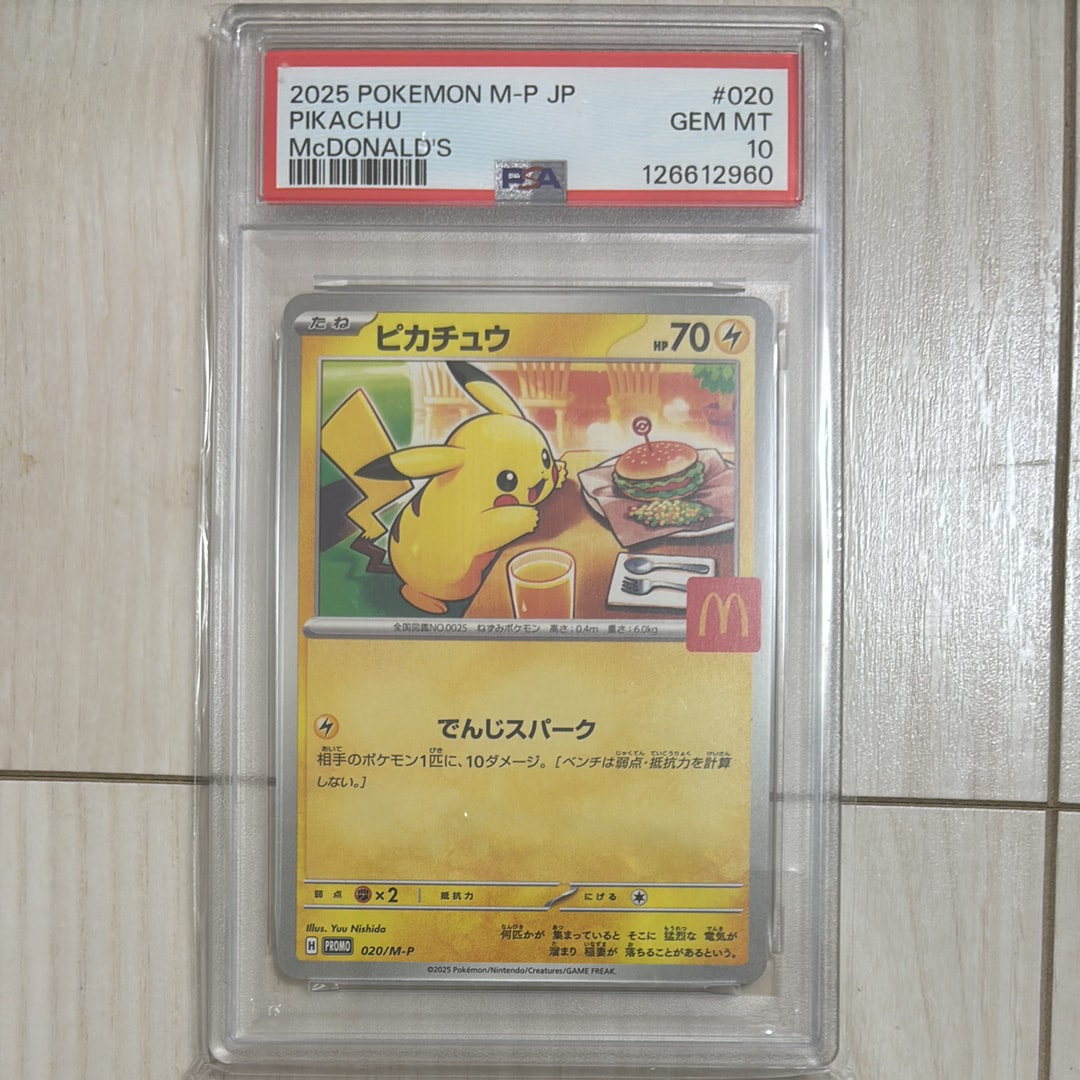 2025 POKEMON M-P JP #020
PIKACHU GEM MT
McDONALD'S 10
PSA 126612960
たね ピカチュウ HP70
全国図鑑NO.0025 ねずみポケモン 高さ:0.4m 重さ:6.0kg
でんじスパーク
相手のポケモン1匹に、10ダメージ。[ベンチは弱点・抵抗力を計算
しない。]
弱点 ×2 抵抗力 にげる
Illus. Yuu Nishida
何匹かが 集まっていると そこに 猛烈な 電気が
H PROMO 020/M-P 溜まり 稲妻が 落ちることがあるという。
©2025 Pokémon/Nintendo/Creatures/GAME FREAK.